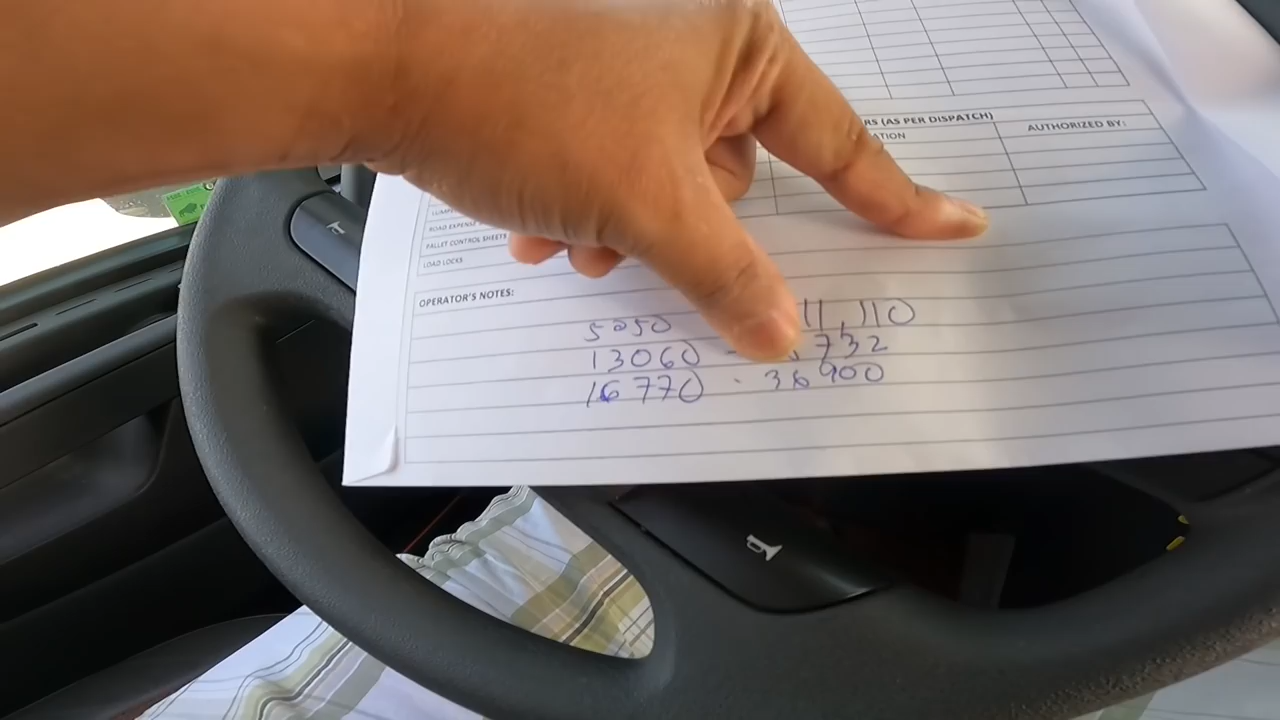 RS (AS PER DISPATCH)
AUTHORIZED BY:
ROAD EXPENSE
PALLET CONTROL SHEETS
LOAD LOCKS
OPERATOR'S NOTES:
5250 11,110
13060 - 732
16770 - 36900